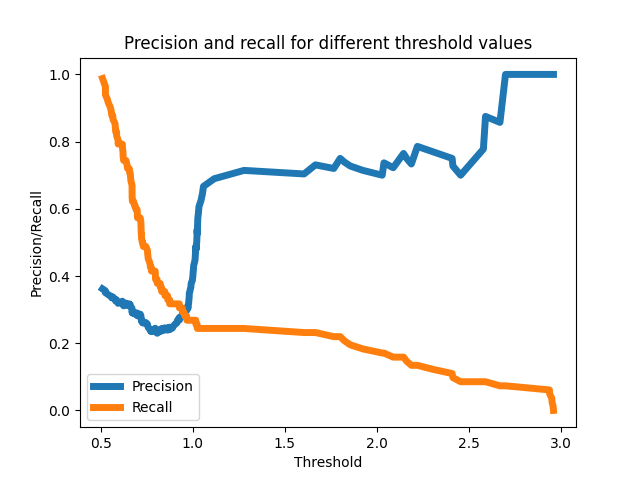 Precision and recall for different threshold values
Precision/Recall
1.0
0.8
0.6
0.4
0.2
0.0
Precision
Recall
0.5 1.0 1.5 2.0 2.5 3.0
Threshold